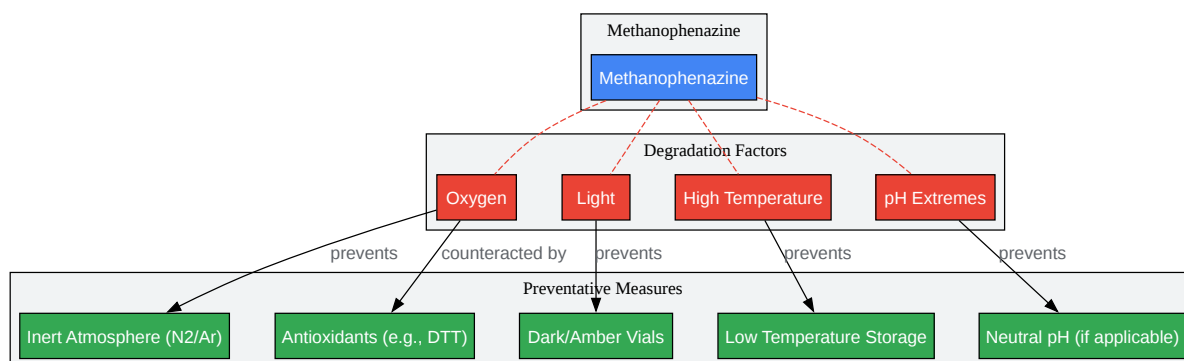 Methanophenazine
Methanophenazine
Degradation Factors
Oxygen
Light
High Temperature
pH Extremes
prevents
counteracted by
prevents
prevents
prevents
Preventative Measures
Inert Atmosphere (N2/Ar)
Antioxidants (e.g., DTT)
Dark/Amber Vials
Low Temperature Storage
Neutral pH (if applicable)